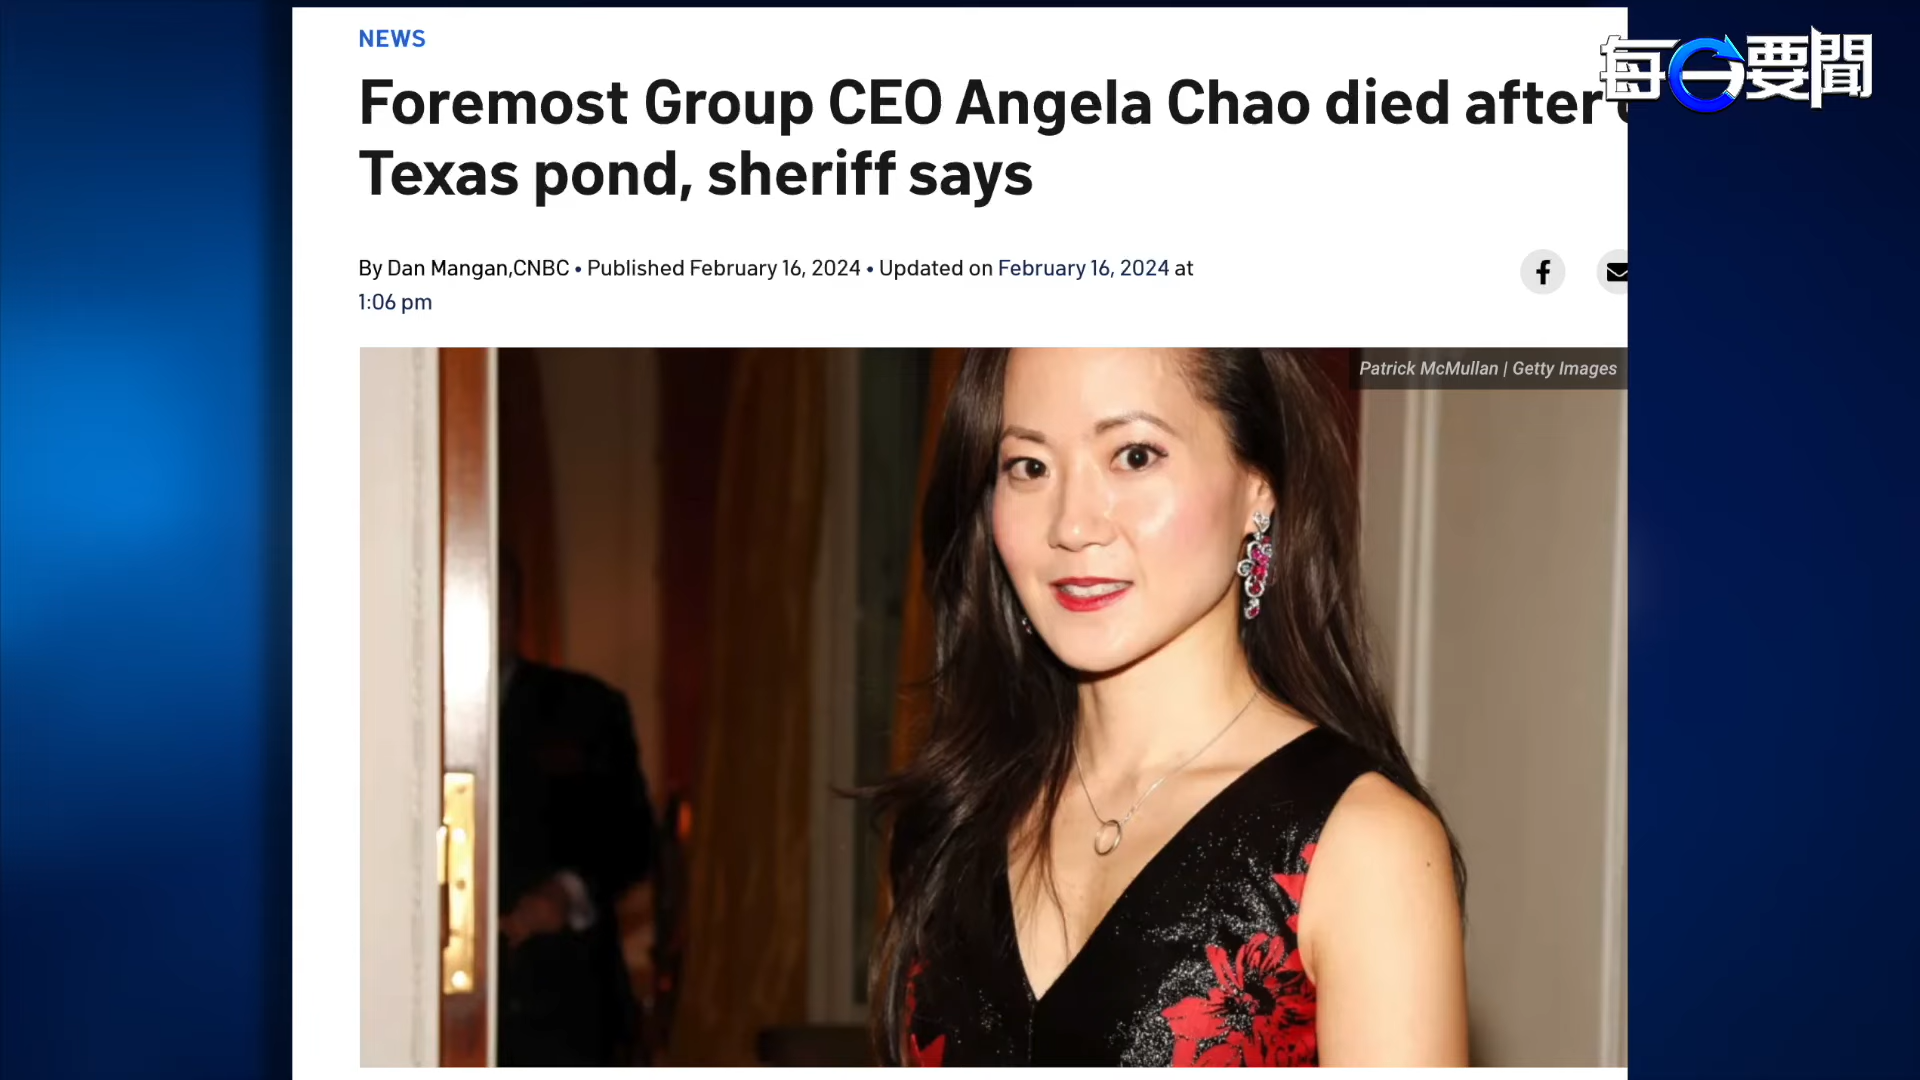 每日要聞
NEWS
Foremost Group CEO Angela Chao died after
Texas pond, sheriff says
By Dan Mangan,CNBC • Published February 16, 2024 • Updated on February 16, 2024 at
1:06 pm
Patrick McMullan | Getty Images